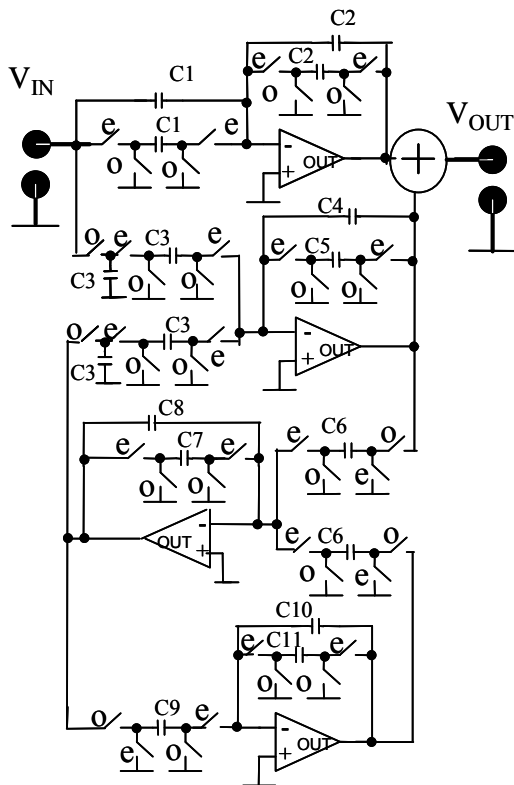 C2
e C2 e
o o
V_IN
C1
e C1 e
o o
- + OUT
V_OUT
+
C4
o e C3 e
C3 o o
e C5 e
o o
o e C3 e
C3 o o
- + OUT
C8
e C7 e
o o
e C6 o
o e
- + OUT
e C6 o
o e
C10
e C11 e
o o
o C9 e
e o
- + OUT